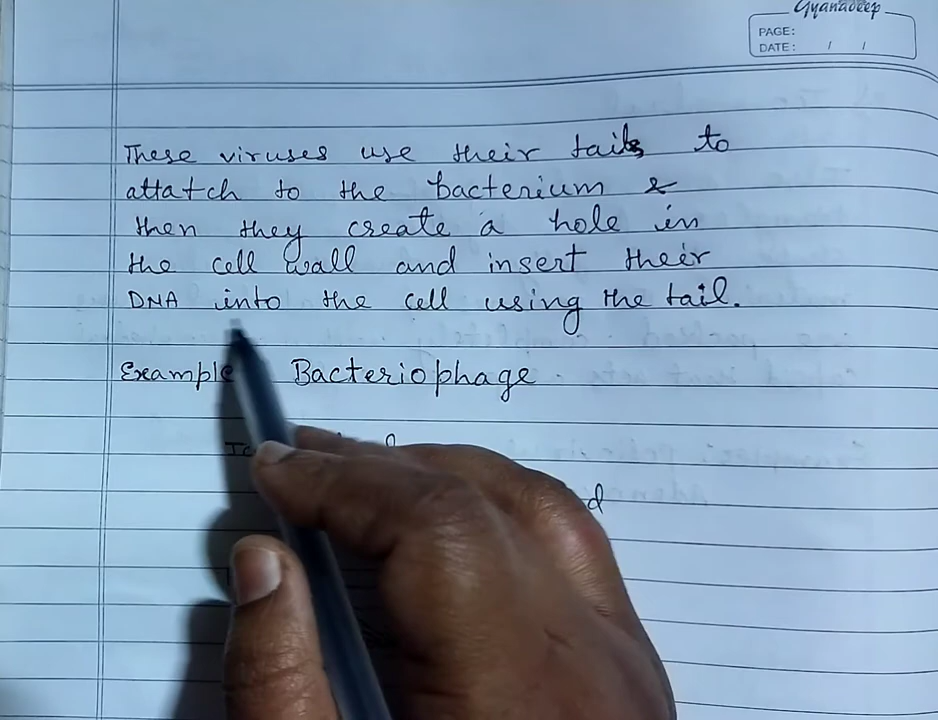 Gyanadeep
PAGE:
DATE: / /
These viruses use their tails to
attatch to the bacterium &
then they create a hole in
the cell wall and insert their
DNA into the cell using the tail.
Example Bacteriophage